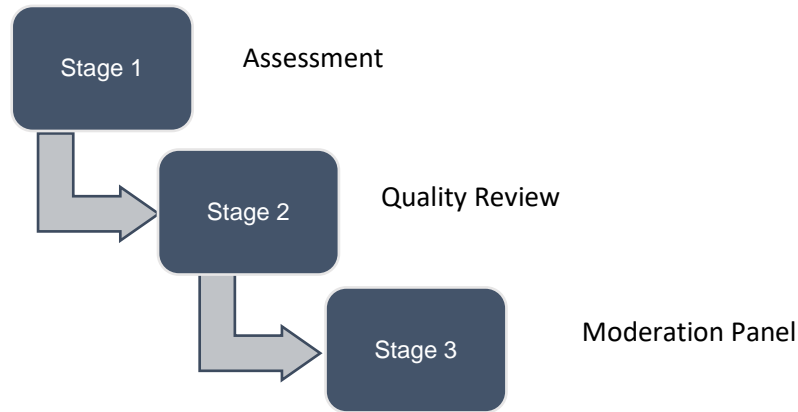 Stage 1
Assessment
Stage 2
Quality Review
Stage 3
Moderation Panel